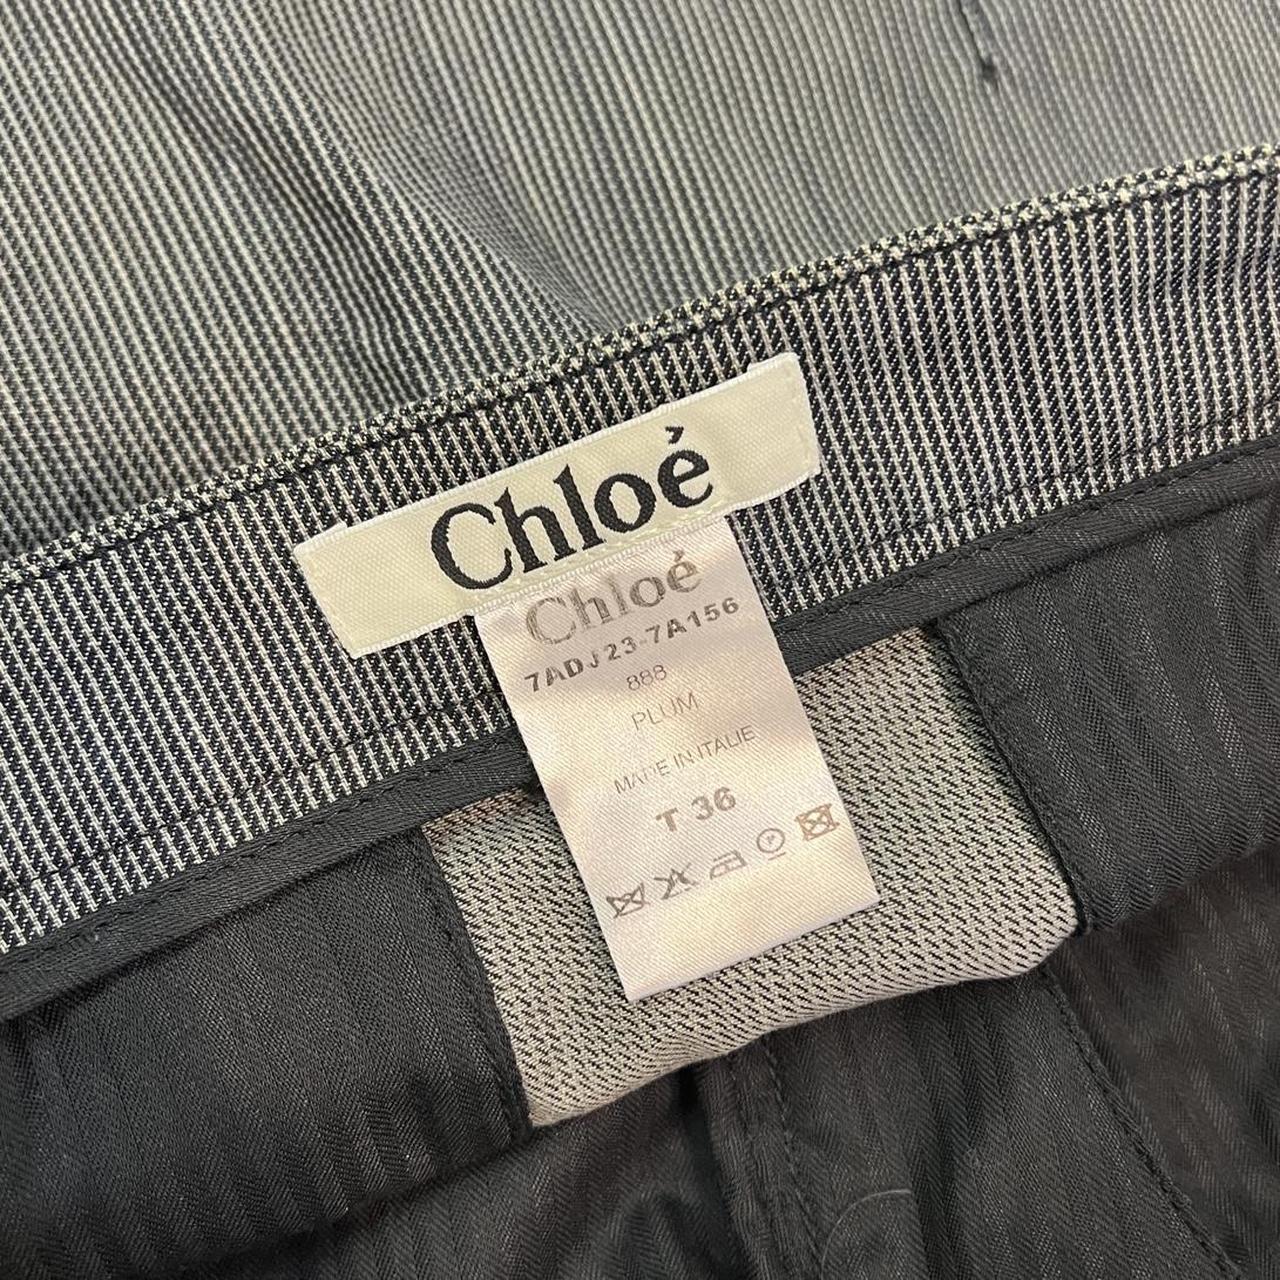 Chloé
Chloé
7ADJ23-7A156
888
PLUM
MADE IN ITALIE
T 36
P